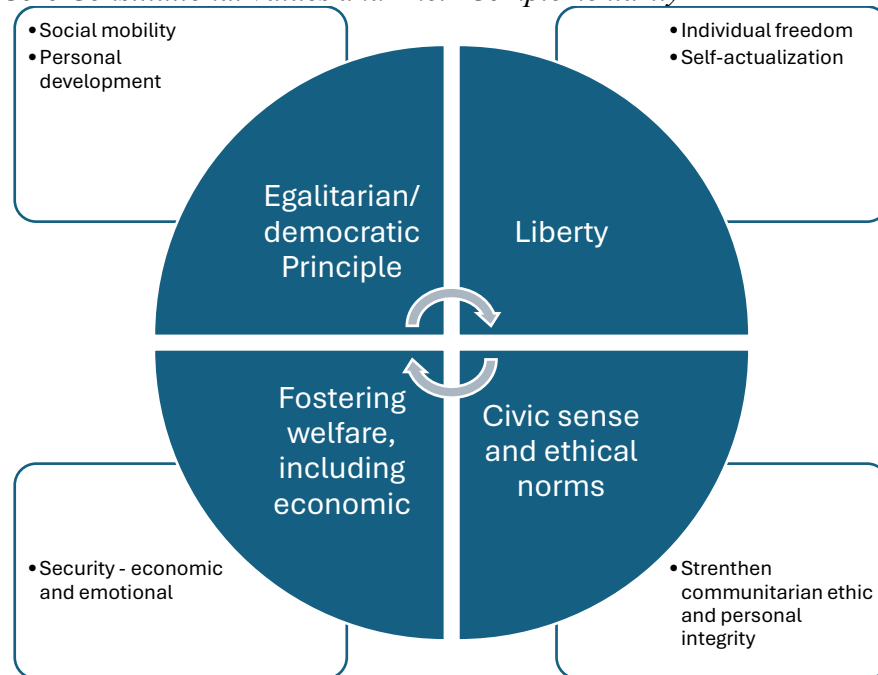 • Social mobility
• Personal
development
• Individual freedom
• Self-actualization
Egalitarian/
democratic
Principle
Liberty
Fostering
welfare,
including
economic
Civic sense
and ethical
norms
• Security - economic
and emotional
• Strenthen
communitarian ethic
and personal
integrity